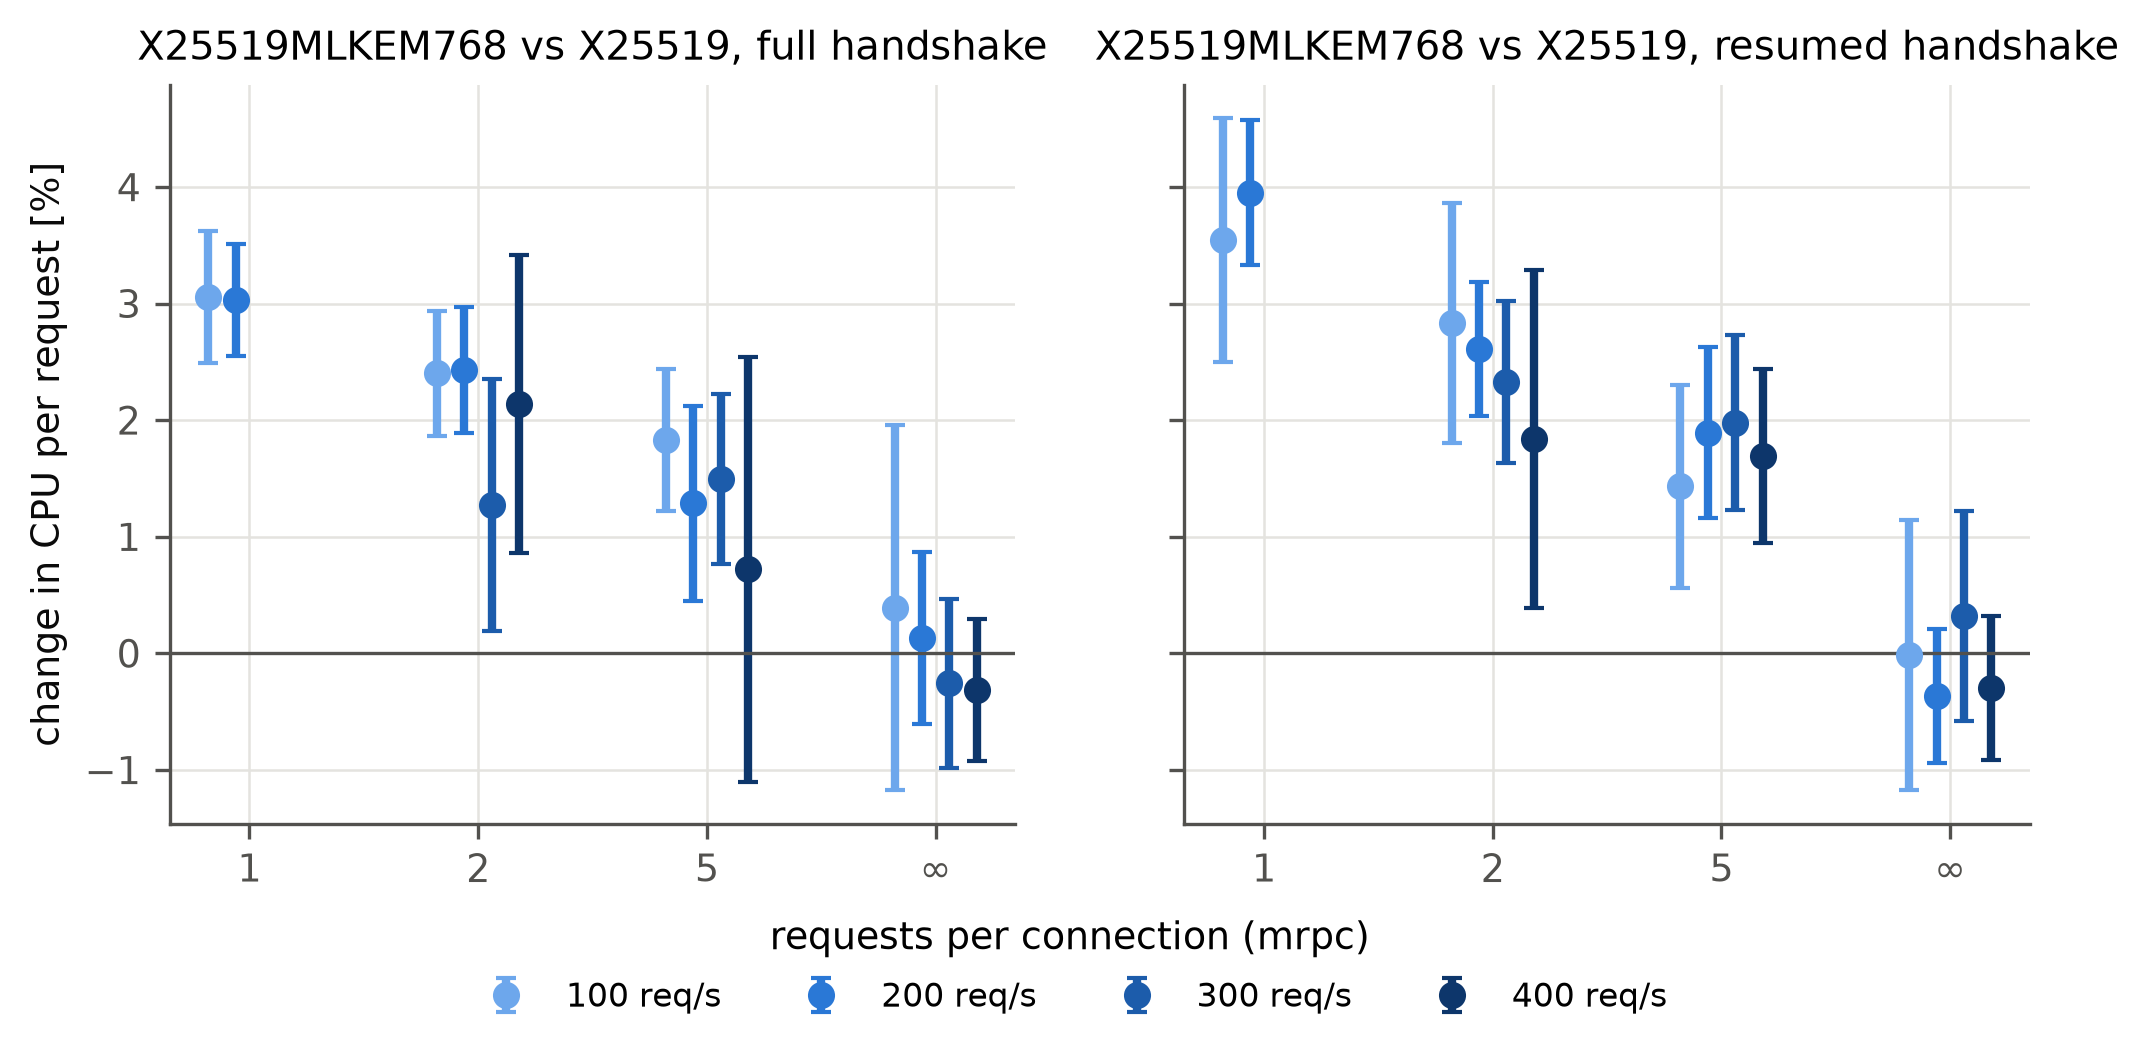 X25519MLKEM768 vs X25519, full handshake
X25519MLKEM768 vs X25519, resumed handshake
change in CPU per request [%]
4
3
2
1
0
−1
1 2 5 ∞
1 2 5 ∞
requests per connection (mrpc)
100 req/s 200 req/s 300 req/s 400 req/s